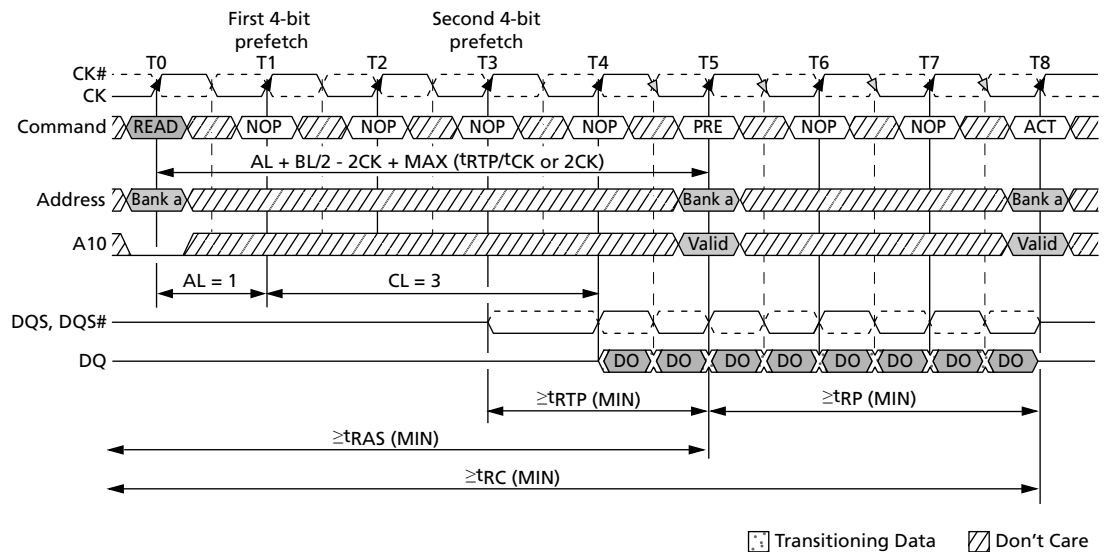 First 4-bit
prefetch
Second 4-bit
prefetch
T0 T1 T2 T3 T4 T5 T6 T7 T8
CK#
CK
Command READ NOP NOP NOP NOP PRE NOP NOP ACT
AL + BL/2 - 2CK + MAX (tRTP/tCK or 2CK)
Address Bank a Bank a Bank a
A10 Valid Valid
AL = 1 CL = 3
DQS, DQS#
DQ DO DO DO DO DO DO DO DO
≥tRTP (MIN) ≥tRP (MIN)
≥tRAS (MIN)
≥tRC (MIN)
Transitioning Data Don't Care